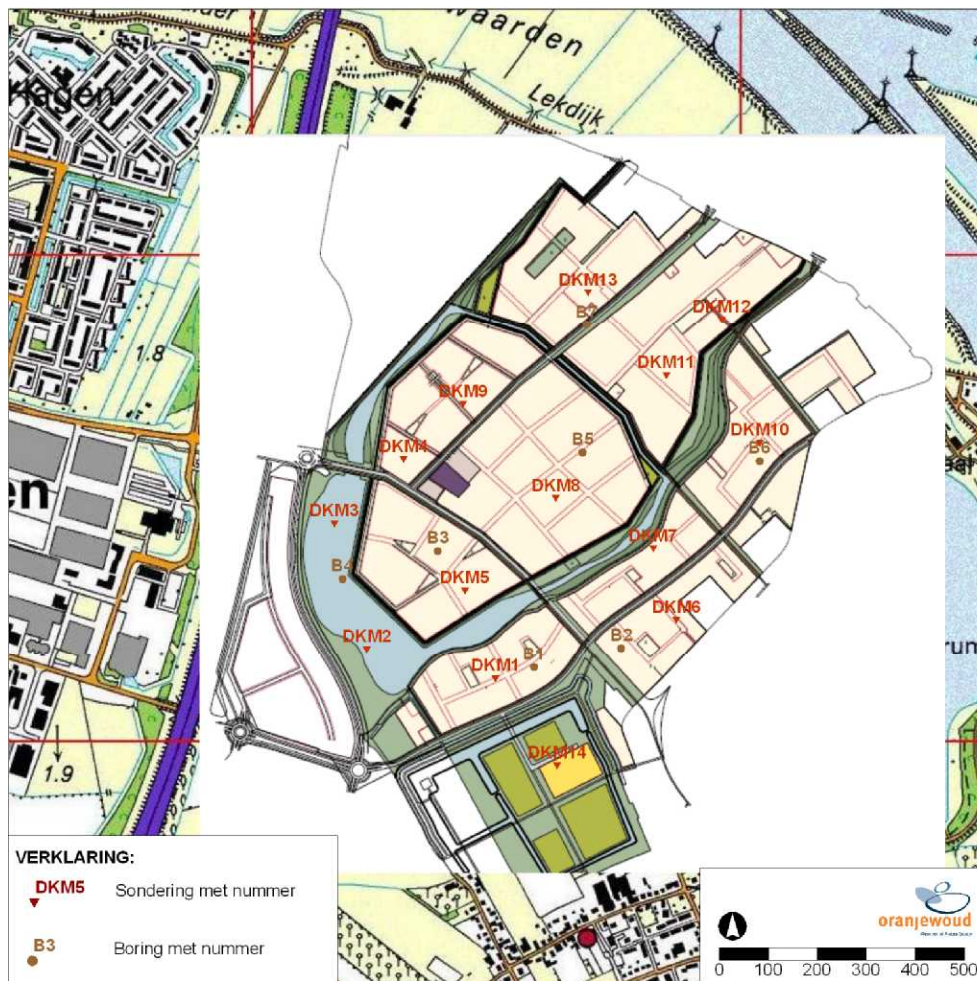 waarden
Lekdijk
Hagen
DKM13
B7
DKM12
1.8
DKM11
DKM9
DKM10
B5
B6
DKM4
en
DKM8
DKM3
B3
DKM7
B4
DKM5
DKM6
DKM2
B2
B1
DKM1
DKM14
1.9
VERKLARING:
DKM5 Sondering met nummer
B3 Boring met nummer
oranjewoud
0 100 200 300 400 500